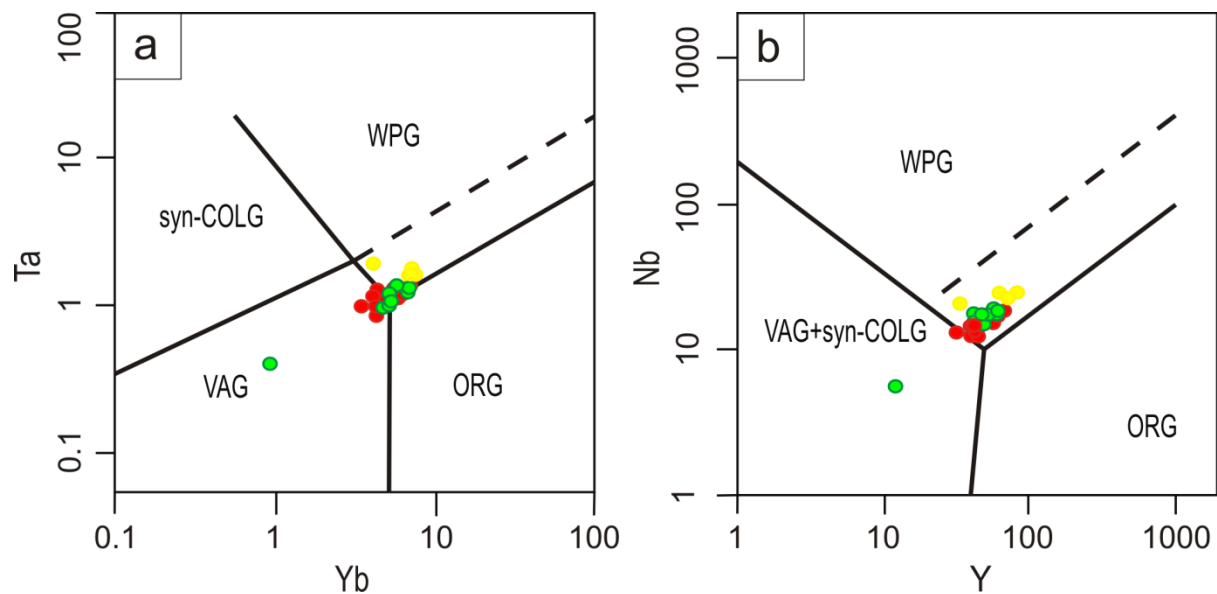 a
100
10
1
0.1
Ta
WPG
syn-COLG
VAG
ORG
0.1 1 10 100
Yb
b
1000
100
10
1
Nb
WPG
VAG+syn-COLG
ORG
1 10 100 1000
Y